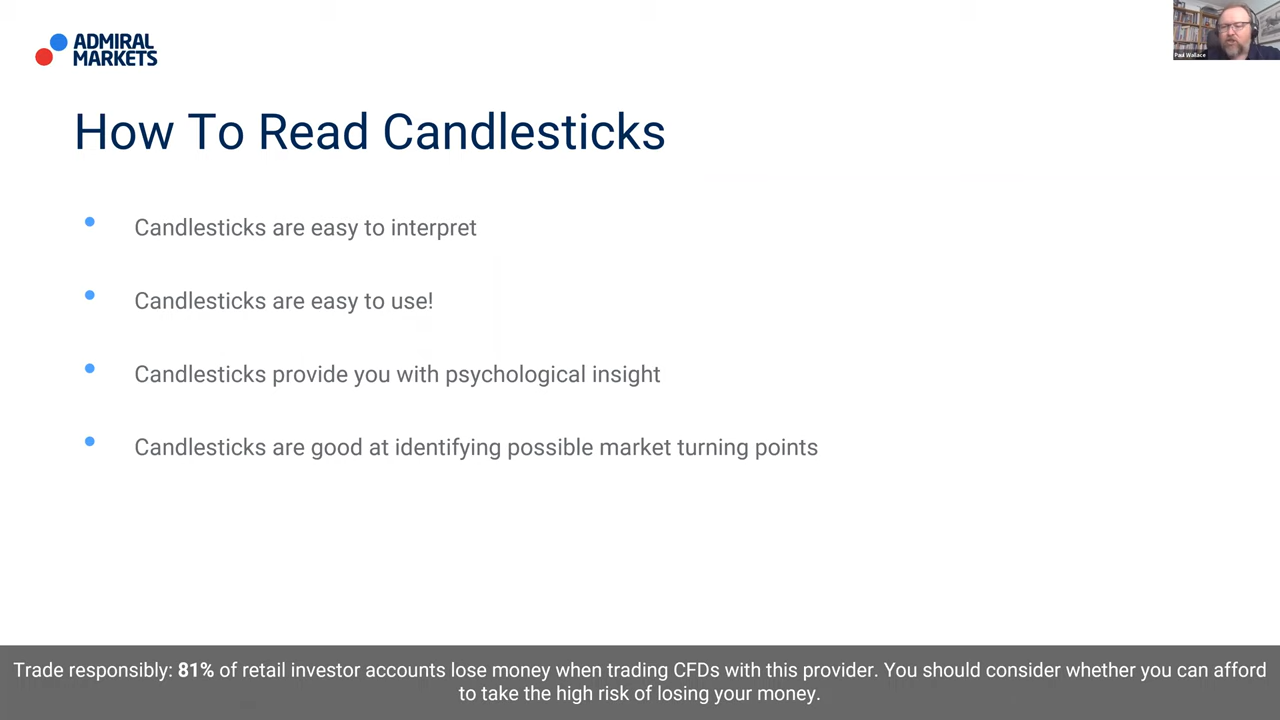 ADMIRAL
MARKETS
Paul Wallace
How To Read Candlesticks
• Candlesticks are easy to interpret
• Candlesticks are easy to use!
• Candlesticks provide you with psychological insight
• Candlesticks are good at identifying possible market turning points
Trade responsibly: 81% of retail investor accounts lose money when trading CFDs with this provider. You should consider whether you can afford
to take the high risk of losing your money.